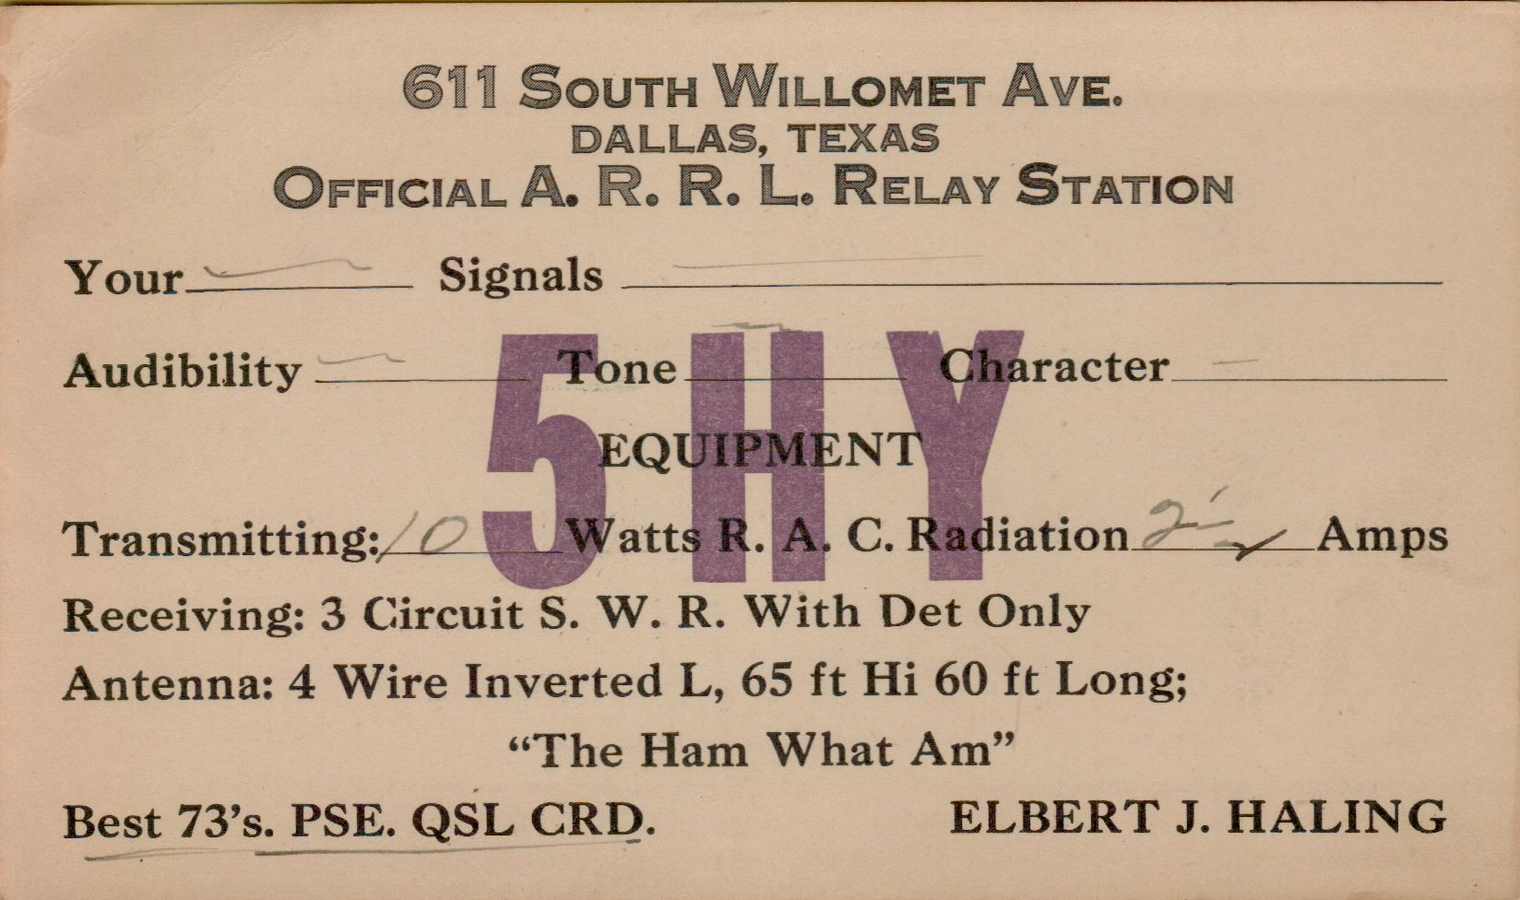 611 SOUTH WILLOMET AVE.
DALLAS, TEXAS
OFFICIAL A. R. R. L. RELAY STATION
Your Signals
Audibility Tone Character
5HY
EQUIPMENT
Transmitting: 10 Watts R. A. C. Radiation Amps
Receiving: 3 Circuit S. W. R. With Det Only
Antenna: 4 Wire Inverted L, 65 ft Hi 60 ft Long;
“The Ham What Am”
Best 73’s. PSE. QSL CRD. ELBERT J. HALING